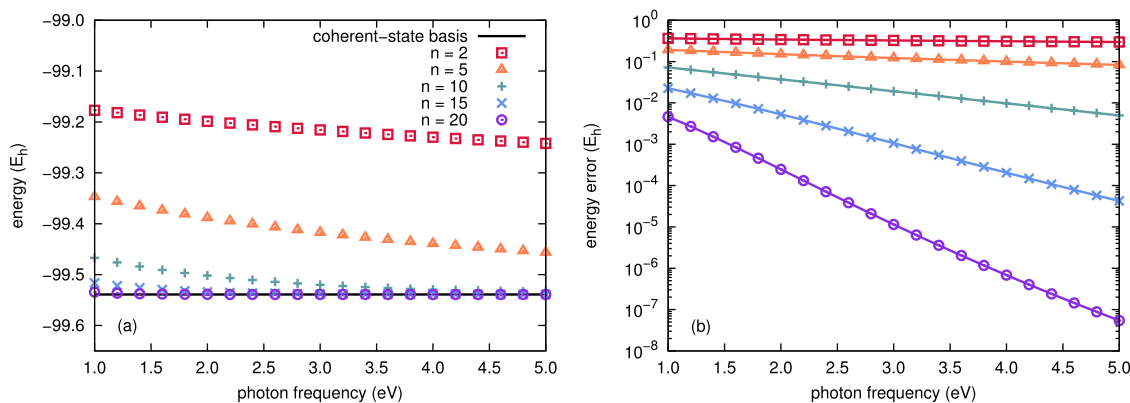 −99.0
−99.1
−99.2
−99.3
−99.4
−99.5
−99.6
energy (Eh)
1.0 1.5 2.0 2.5 3.0 3.5 4.0 4.5 5.0
photon frequency (eV)
coherent−state basis
n = 2
n = 5
n = 10
n = 15
n = 20
(a)
10^0
10^−1
10^−2
10^−3
10^−4
10^−5
10^−6
10^−7
10^−8
energy error (Eh)
1.0 1.5 2.0 2.5 3.0 3.5 4.0 4.5 5.0
photon frequency (eV)
(b)